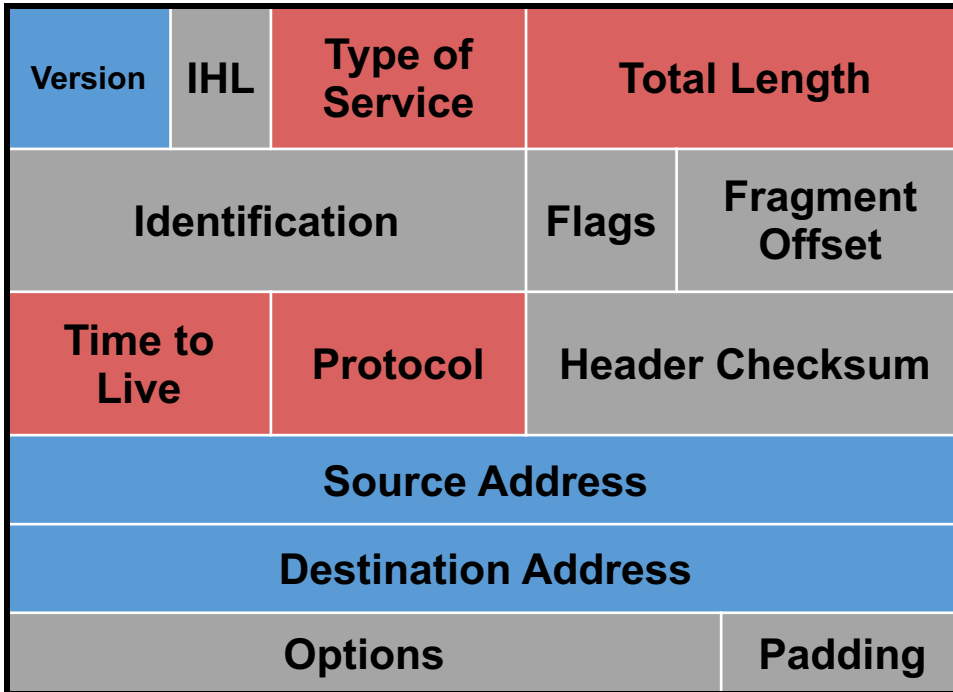 Version
IHL
Type of
Service
Total Length
Identification
Flags
Fragment
Offset
Time to
Live
Protocol
Header Checksum
Source Address
Destination Address
Options
Padding